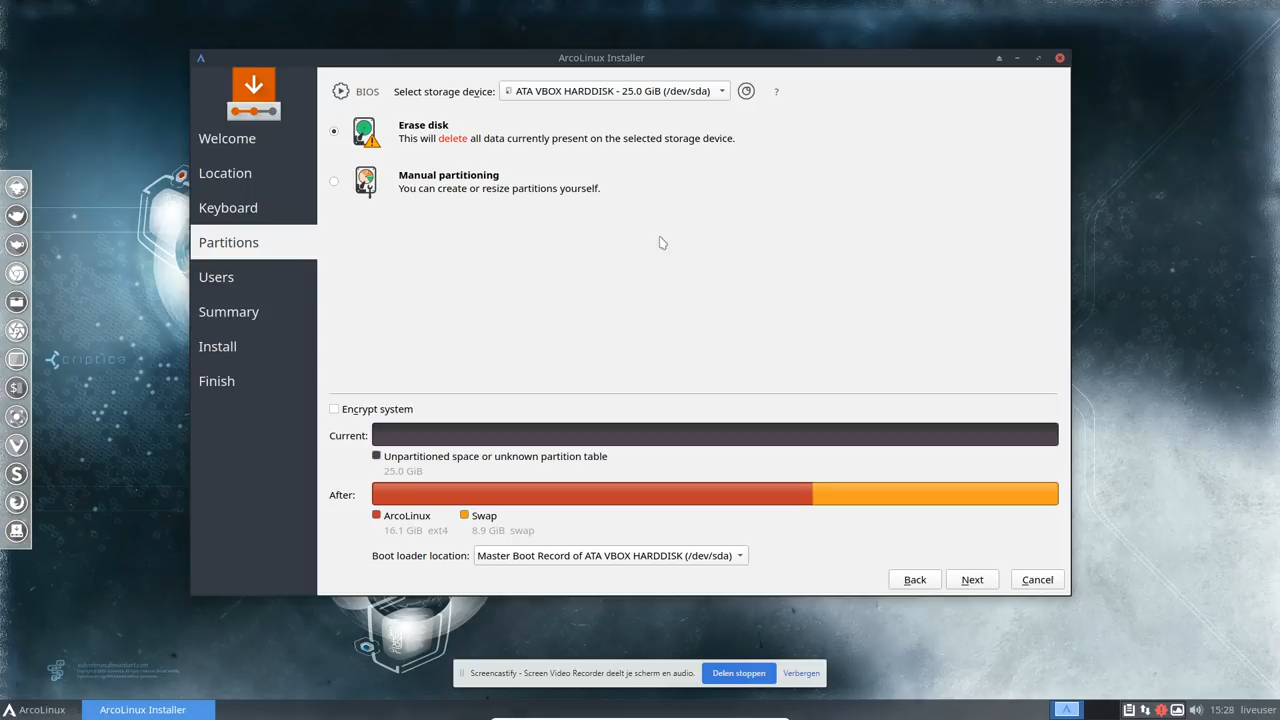 ArcoLinux Installer
Welcome
Location
Keyboard
Partitions
Users
Summary
Install
Finish
BIOS
Select storage device:
ATA VBOX HARDDISK - 25.0 GiB (/dev/sda)
?
Erase disk
This will delete all data currently present on the selected storage device.
Manual partitioning
You can create or resize partitions yourself.
Encrypt system
Current:
Unpartitioned space or unknown partition table
25.0 GiB
After:
ArcoLinux
16.1 GiB ext4
Swap
8.9 GiB swap
Boot loader location:
Master Boot Record of ATA VBOX HARDDISK (/dev/sda)
Back
Next
Cancel
criptica
Screencastify - Screen Video Recorder deelt je scherm en audio.
Delen stoppen
Verbergen
ArcoLinux
ArcoLinux Installer
15:28
liveuser